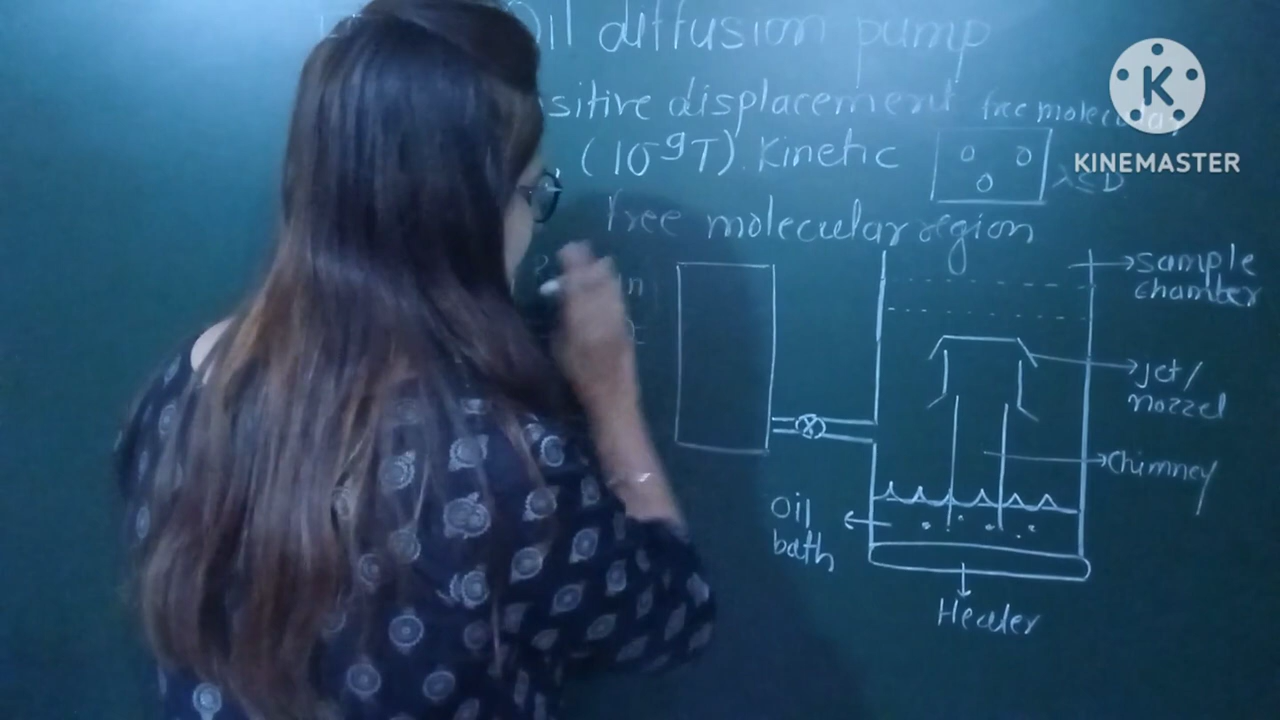 Oil diffusion pump
sitive displacement free molecular
(10-9T). Kinetic
λ≤D
free molecular region
sample
chamber
Jet/
nozzel
Chimney
Oil
bath
Heater
K
KINEMASTER